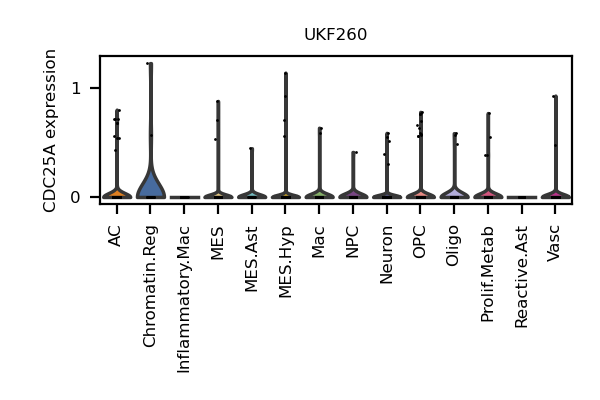 UKF260
CDC25A expression
1
0
AC
Chromatin.Reg
Inflammatory.Mac
MES
MES.Ast
MES.Hyp
Mac
NPC
Neuron
OPC
Oligo
Prolif.Metab
Reactive.Ast
Vasc